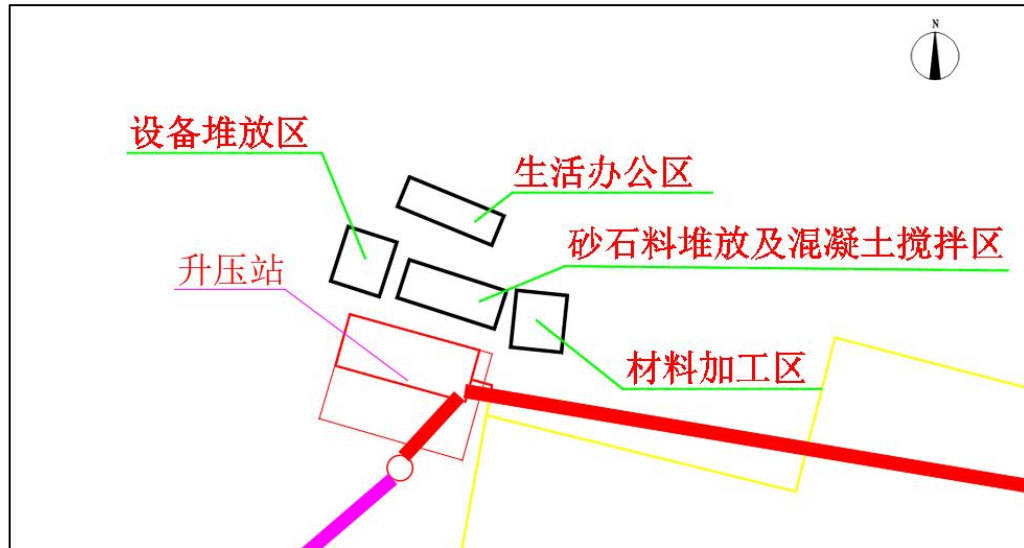 N
设备堆放区
生活办公区
砂石料堆放及混凝土搅拌区
升压站
材料加工区